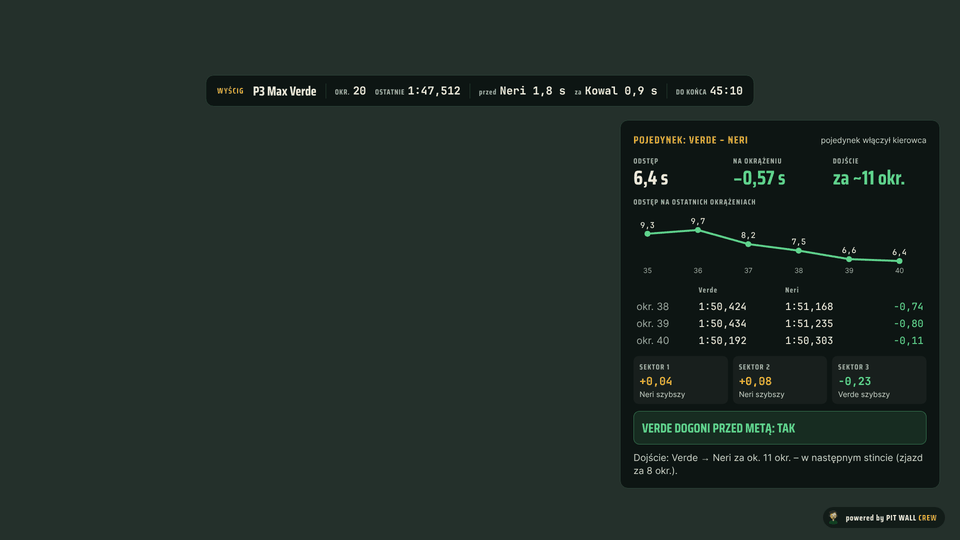 WYŚCIG P3 Max Verde OKR. 20 OSTATNIE 1:47,512 przed Neri 1,8 s za Kowal 0,9 s DO KOŃCA 45:10
POJEDYNEK: VERDE – NERI pojedynek włączył kierowca
ODSTĘP NA OKRĄŻENIU DOJŚCIE
6,4 s −0,57 s za ~11 okr.
ODSTĘP NA OSTATNICH OKRĄŻENIACH
9,3 9,7 8,2 7,5 6,6 6,4
35 36 37 38 39 40
Verde Neri
okr. 38 1:50,424 1:51,168 -0,74
okr. 39 1:50,434 1:51,235 -0,80
okr. 40 1:50,192 1:50,303 -0,11
SEKTOR 1 SEKTOR 2 SEKTOR 3
+0,04 +0,08 -0,23
Neri szybszy Neri szybszy Verde szybszy
VERDE DOGONI PRZED METĄ: TAK
Dojście: Verde → Neri za ok. 11 okr. – w następnym stincie (zjazd
za 8 okr.).
powered by PIT WALL CREW